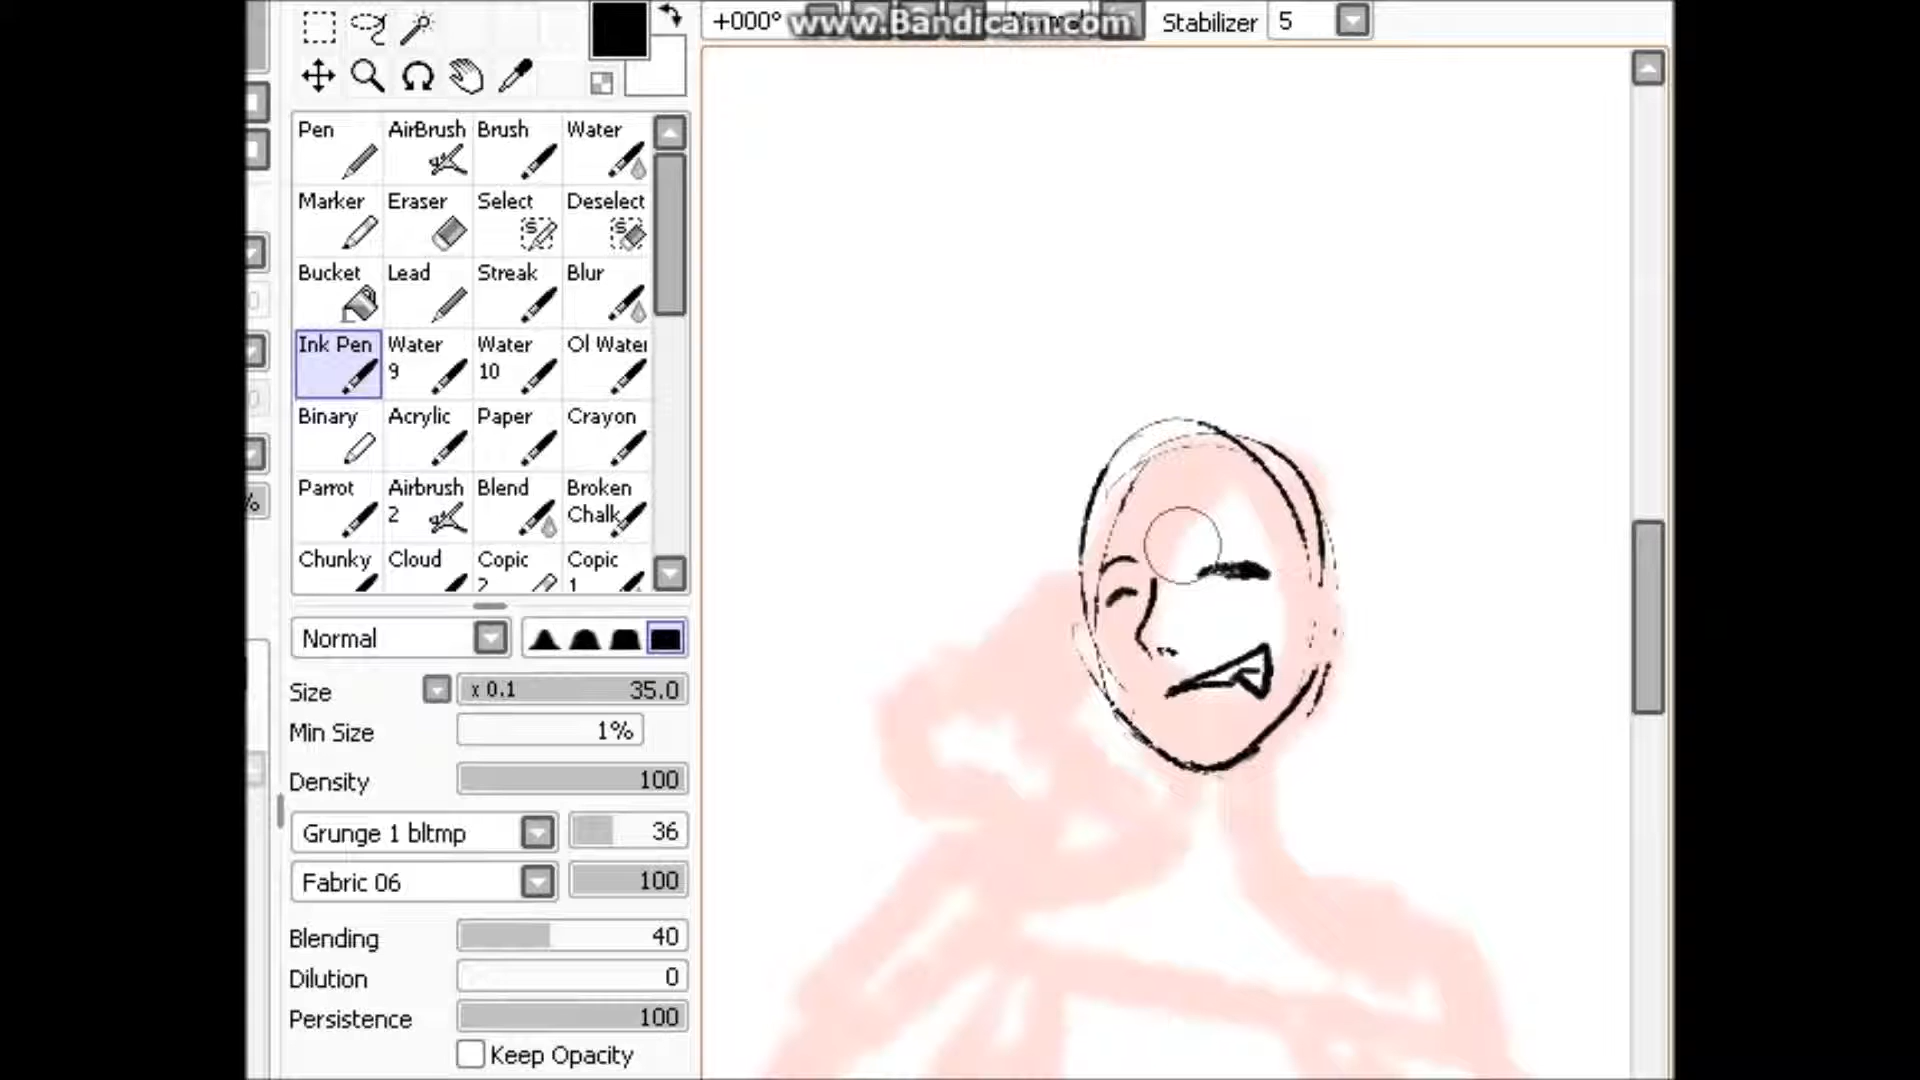 +000° www.Bandicam.com Stabilizer 5
Pen AirBrush Brush Water
Marker Eraser Select Deselect
Bucket Lead Streak Blur
Ink Pen Water 9 Water 10 Ol Water
Binary Acrylic Paper Crayon
Parrot Airbrush 2 Blend Broken Chalk
Chunky Cloud Copic 2 Copic 1
Normal
Size x 0.1 35.0
Min Size 1%
Density 100
Grunge 1 bltmp 36
Fabric 06 100
Blending 40
Dilution 0
Persistence 100
Keep Opacity